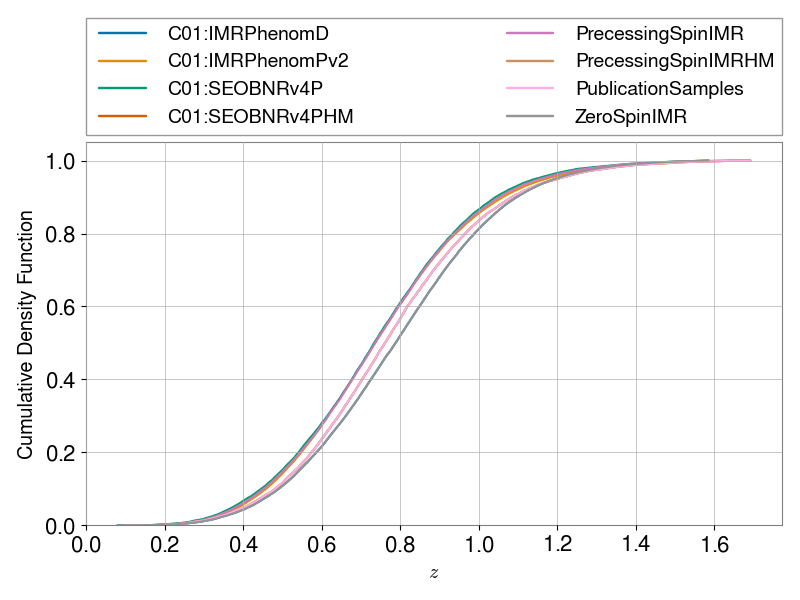 C01:IMRPhenomD
C01:IMRPhenomPv2
C01:SEOBNRv4P
C01:SEOBNRv4PHM
PrecessingSpinIMR
PrecessingSpinIMRHM
PublicationSamples
ZeroSpinIMR
Cumulative Density Function
1.0
0.8
0.6
0.4
0.2
0.0
0.0 0.2 0.4 0.6 0.8 1.0 1.2 1.4 1.6
z